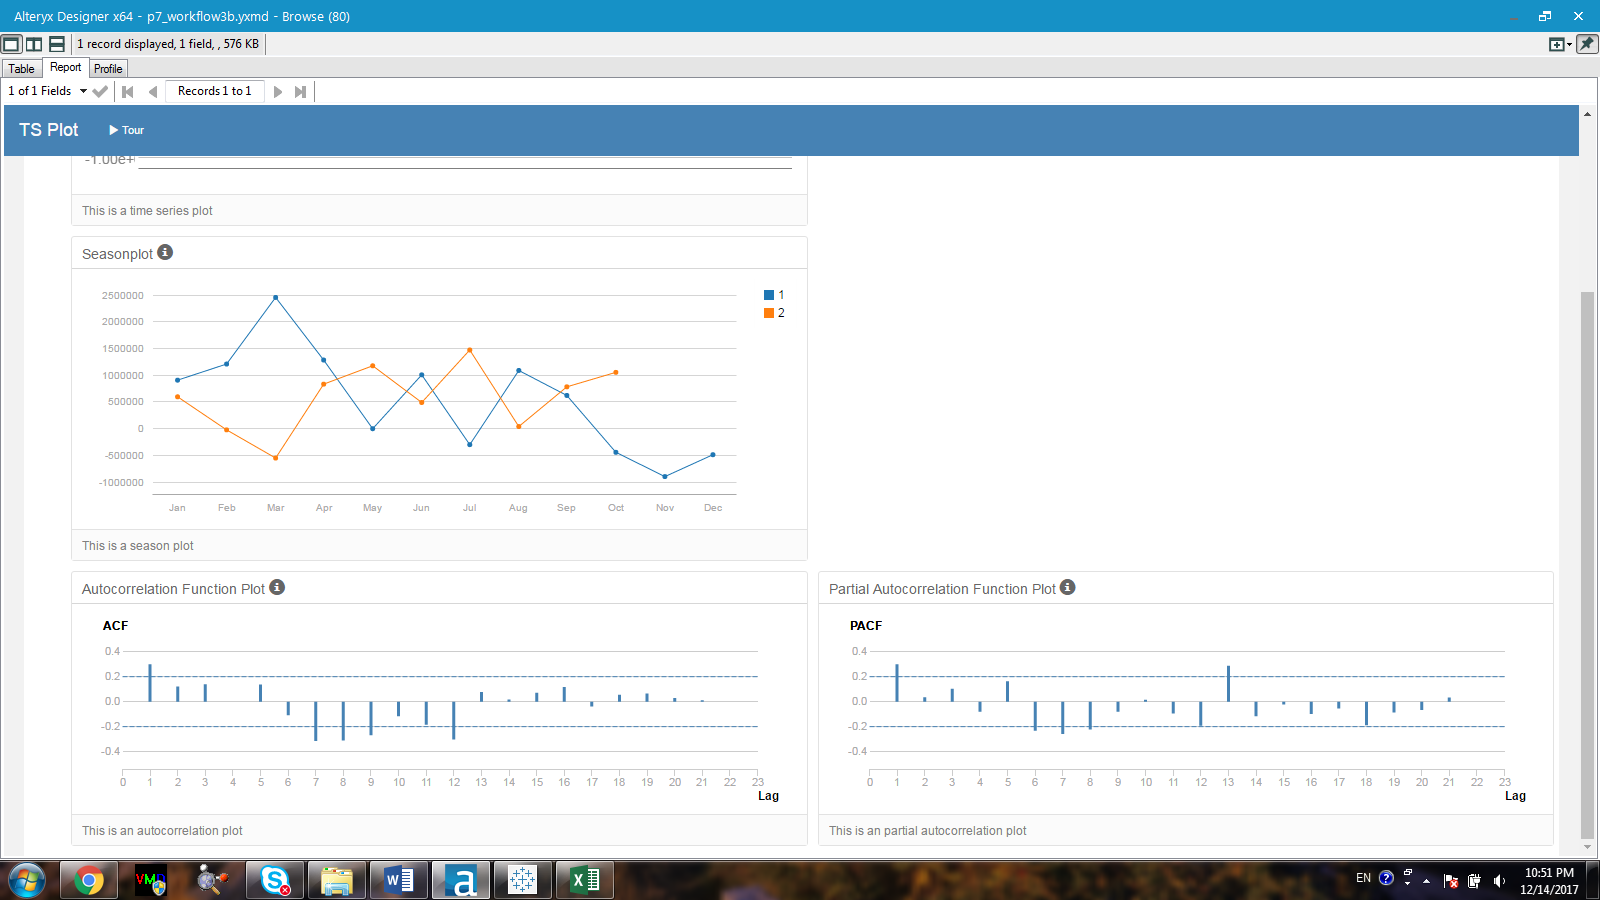 Alteryx Designer x64 - p7_workflow3b.yxmd - Browse (80)
1 record displayed, 1 field, , 576 KB
Table Report Profile
1 of 1 Fields Records 1 to 1
TS Plot Tour
-1.00e+
This is a time series plot
Seasonplot
2500000
2000000
1500000
1000000
500000
0
-500000
-1000000
Jan Feb Mar Apr May Jun Jul Aug Sep Oct Nov Dec
1
2
This is a season plot
Autocorrelation Function Plot
ACF
0.4
0.2
0.0
-0.2
-0.4
0 1 2 3 4 5 6 7 8 9 10 11 12 13 14 15 16 17 18 19 20 21 22 23
Lag
This is an autocorrelation plot
Partial Autocorrelation Function Plot
PACF
0.4
0.2
0.0
-0.2
-0.4
0 1 2 3 4 5 6 7 8 9 10 11 12 13 14 15 16 17 18 19 20 21 22 23
Lag
This is an partial autocorrelation plot
VMD
EN
10:51 PM
12/14/2017